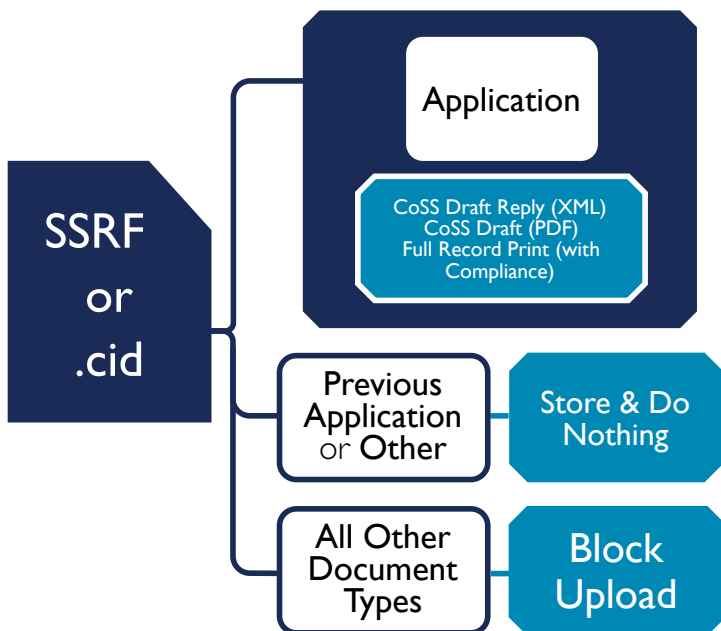 SSRF
or
.cid
Application
CoSS Draft Reply (XML)
CoSS Draft (PDF)
Full Record Print (with
Compliance)
Previous
Application
or Other
Store & Do
Nothing
All Other
Document
Types
Block
Upload